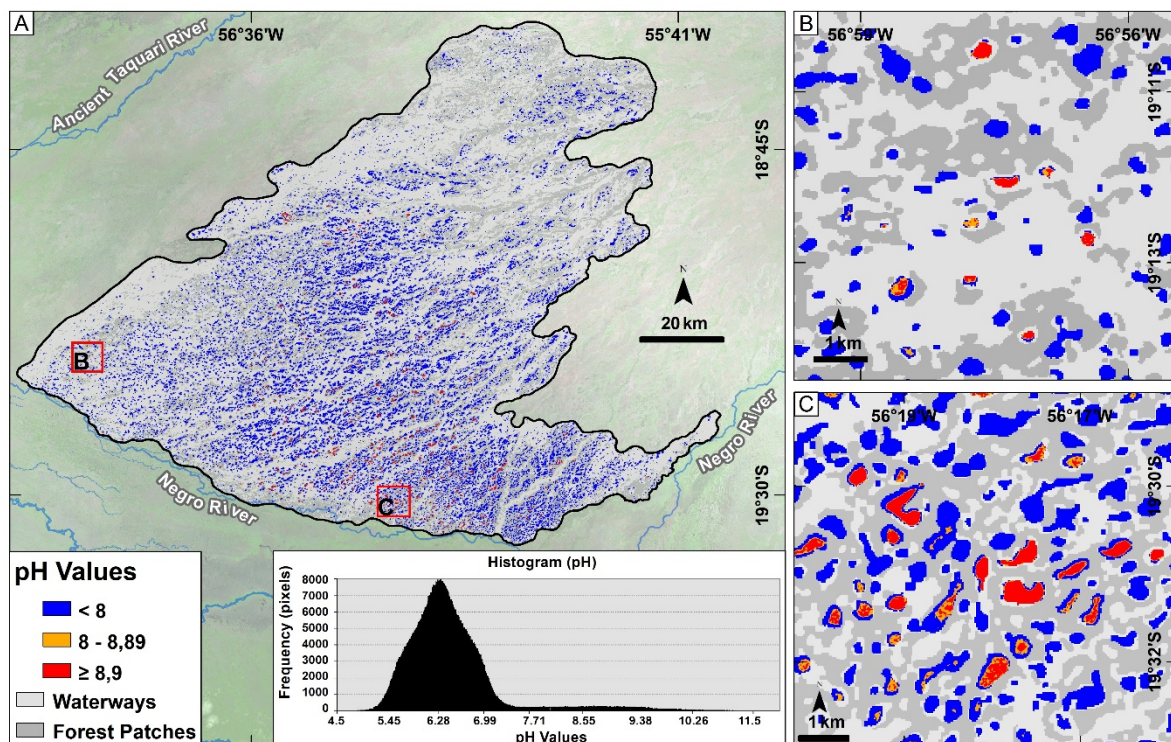 A
56°36'W
55°41'W
Ancient Taquari River
18°45'S
N
20 km
B
Negro River
Negro River
19°30'S
C
pH Values
< 8
8 - 8,89
≥ 8,9
Waterways
Forest Patches
Histogram (pH)
Frequency (pixels)
8000
7000
6000
5000
4000
3000
2000
1000
0
4.5 5.45 6.28 6.99 7.71 8.55 9.38 10.26 11.5
pH Values
B
56°59'W
56°56'W
19°11'S
19°13'S
N
1 km
C
56°19'W
56°17'W
19°30'S
19°32'S
N
1 km